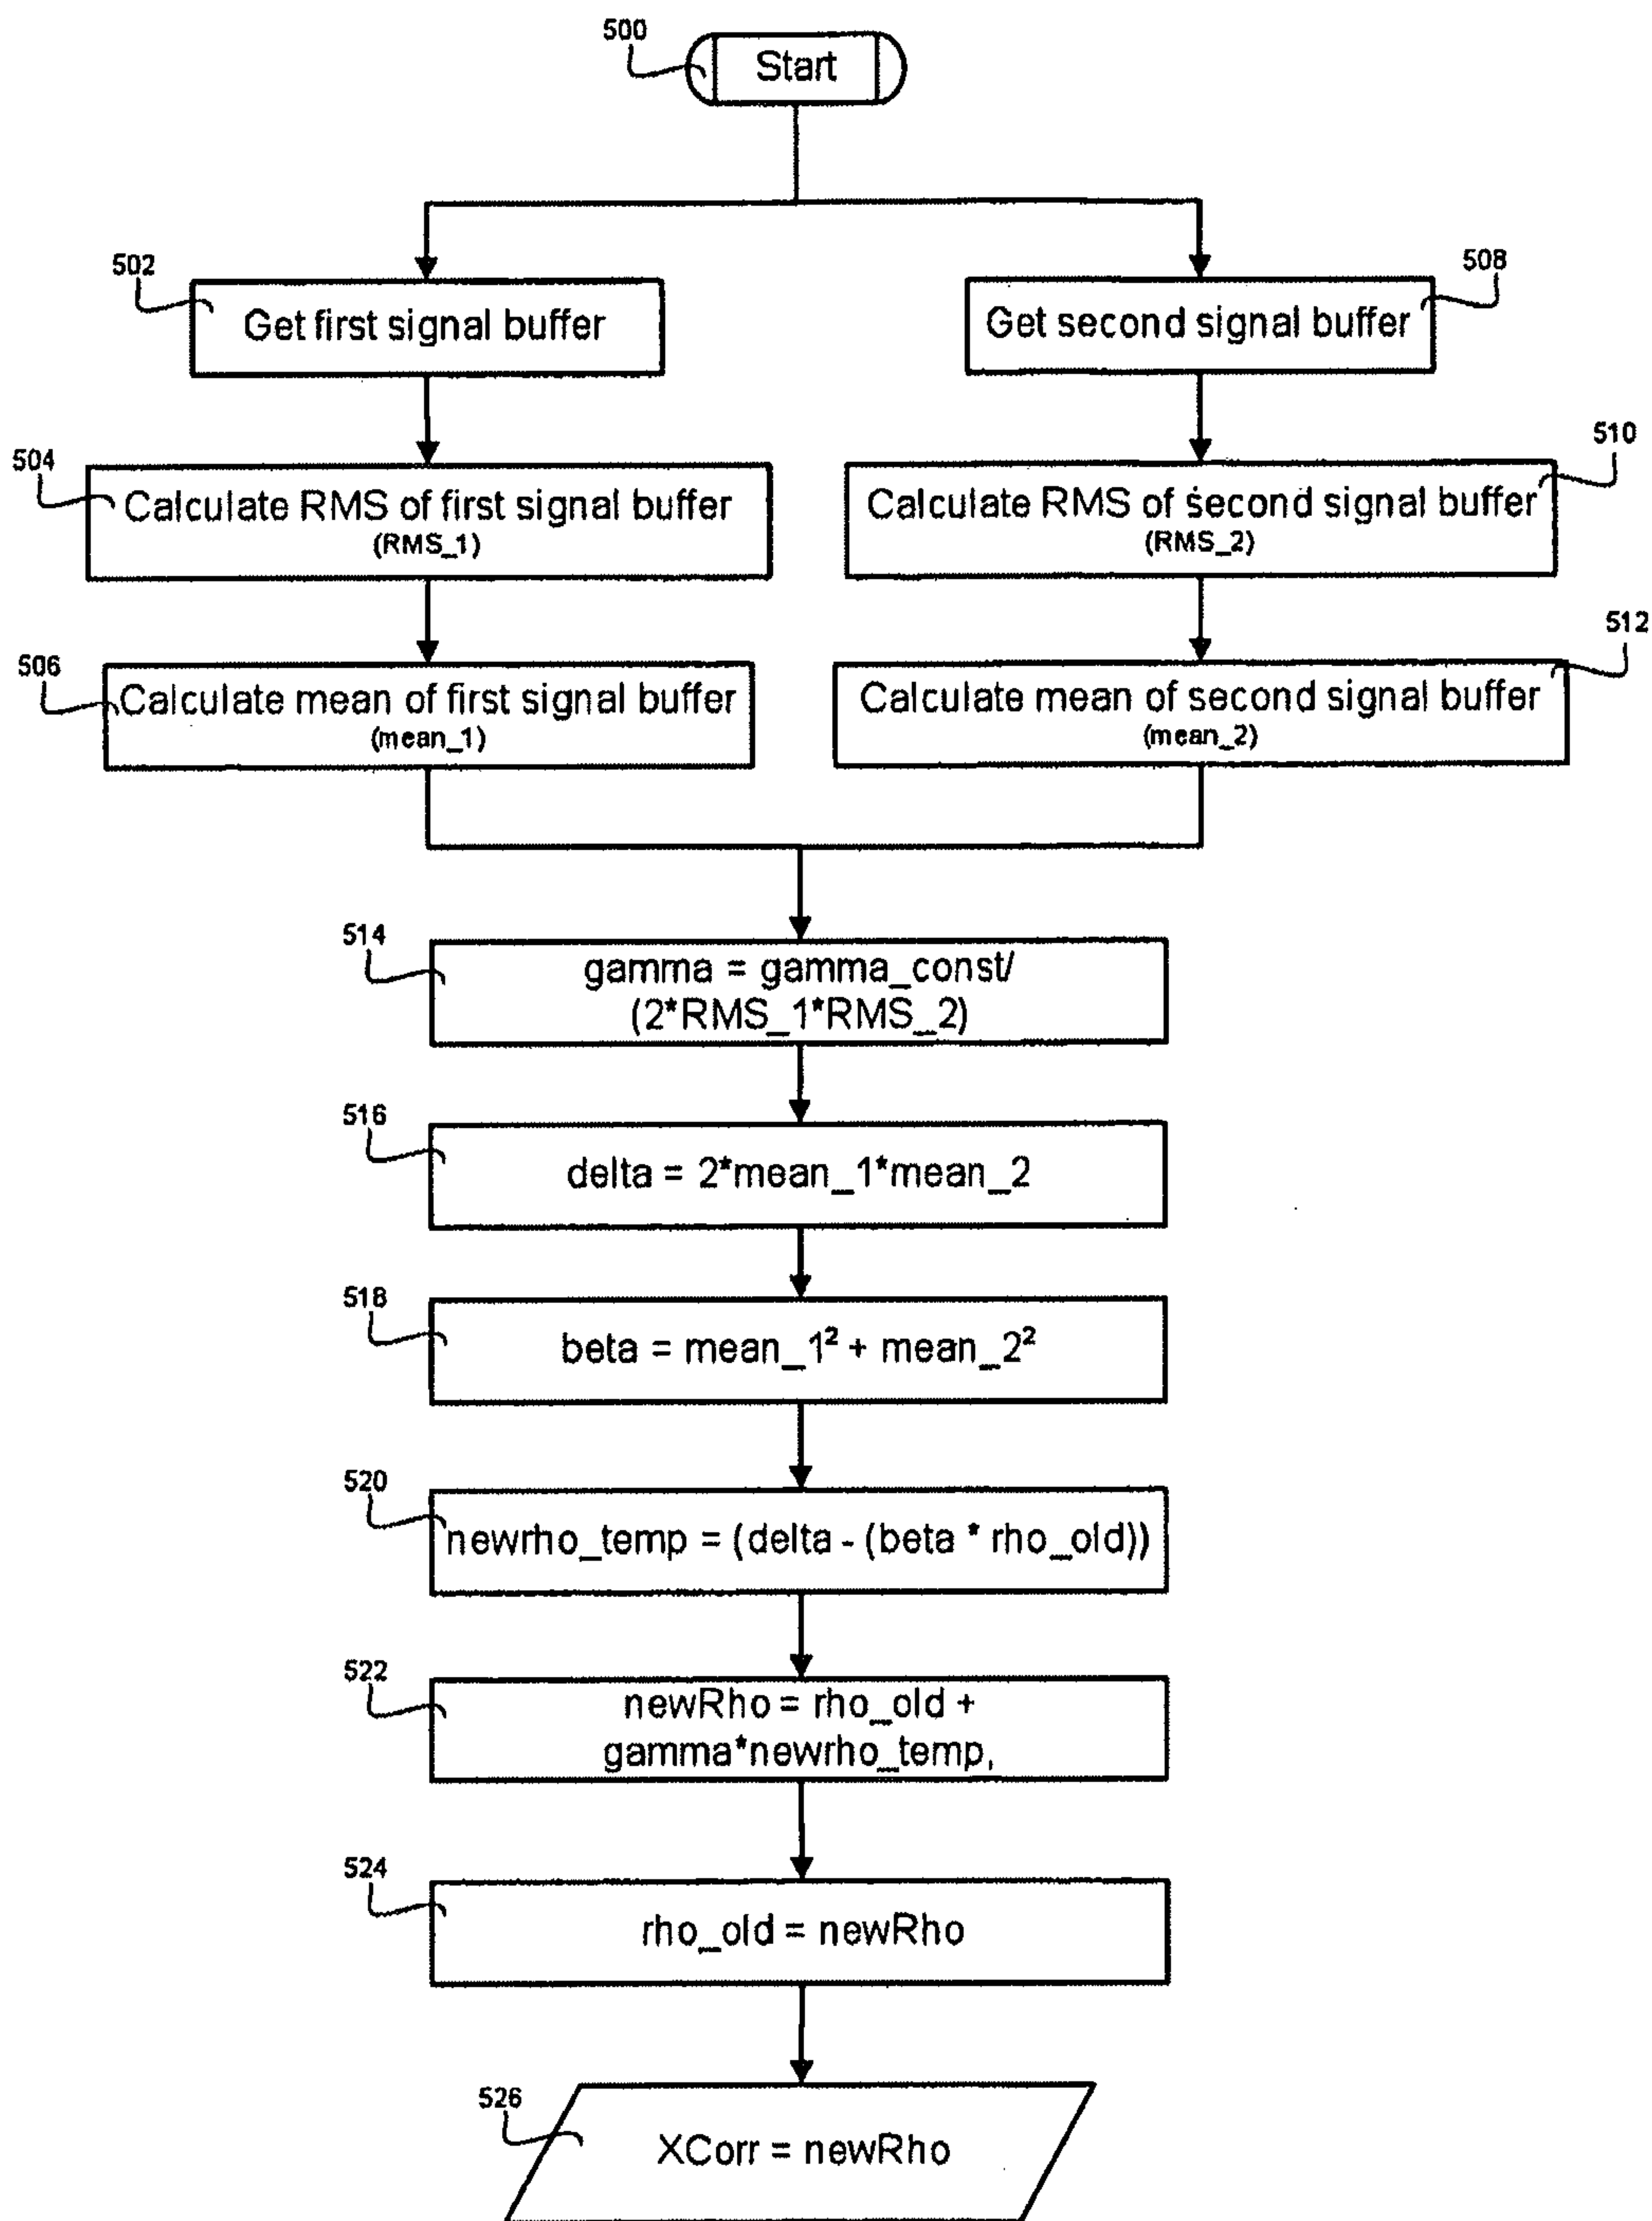 500
Start
502
Get first signal buffer
508
Get second signal buffer
504
Calculate RMS of first signal buffer
(RMS_1)
510
Calculate RMS of second signal buffer
(RMS_2)
506
Calculate mean of first signal buffer
(mean_1)
512
Calculate mean of second signal buffer
(mean_2)
514
gamma = gamma_const/
(2*RMS_1*RMS_2)
516
delta = 2*mean_1*mean_2
518
beta = mean_1² + mean_2²
520
newrho_temp = (delta - (beta * rho_old))
522
newRho = rho_old +
gamma*newrho_temp,
524
rho_old = newRho
526
XCorr = newRho